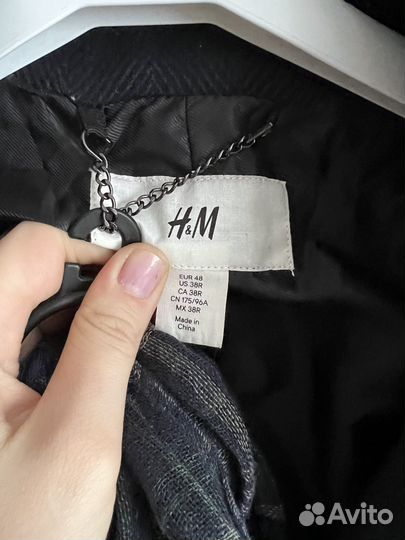 H&M
EUR 48
US 38R
CA 38R
CN 175/96A
MX 38R
Made in
China
Avito